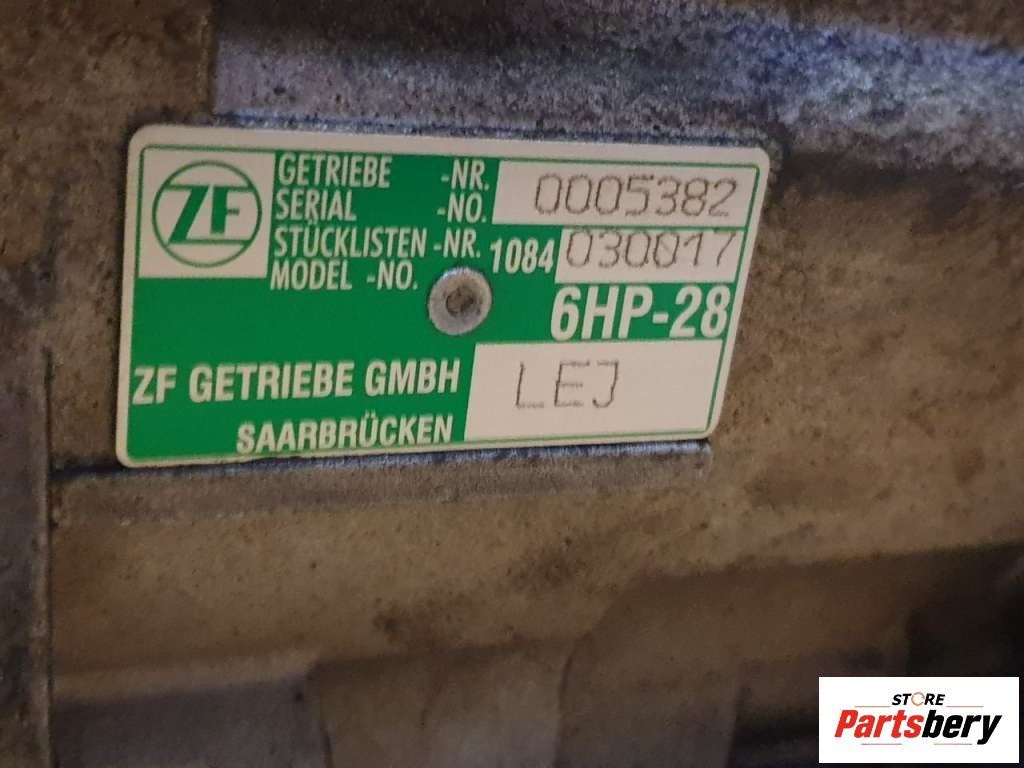 ZF
GETRIEBE -NR. 0005382
SERIAL -NO.
STÜCKLISTEN -NR. 1084 030017
MODEL -NO.
6HP-28
ZF GETRIEBE GMBH LEJ
SAARBRÜCKEN
STORE
Partsbery